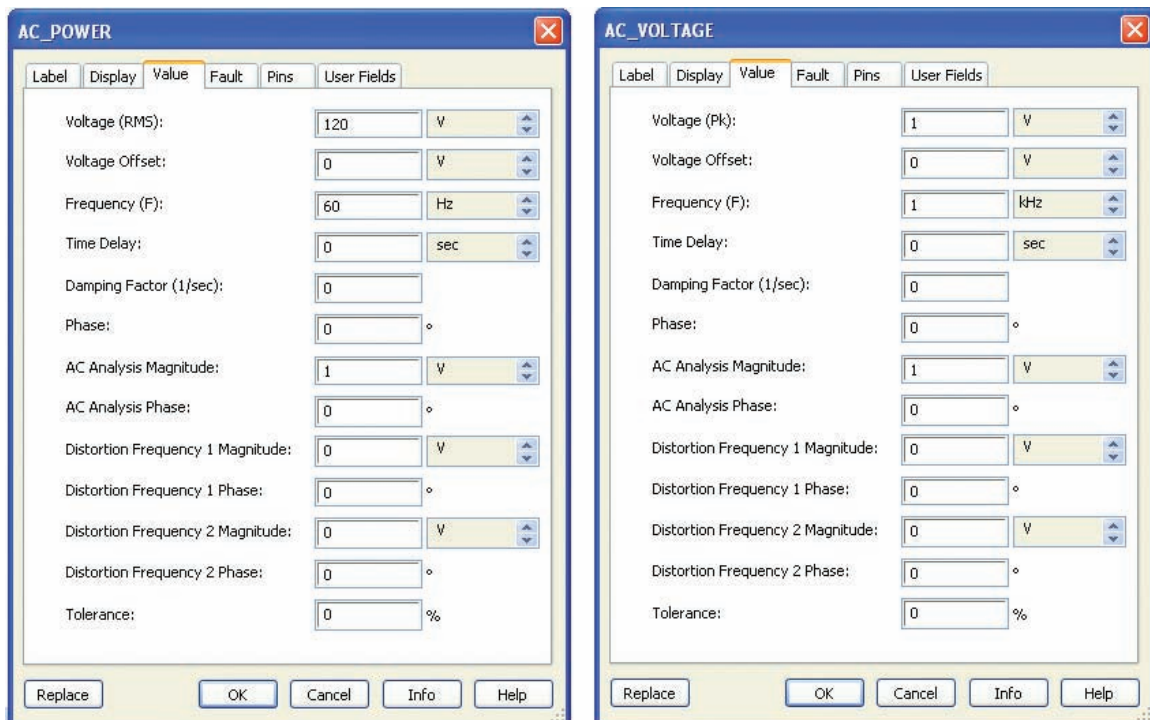 AC_POWER
Label Display Value Fault Pins User Fields
Voltage (RMS): 120 V
Voltage Offset: 0 V
Frequency (F): 60 Hz
Time Delay: 0 sec
Damping Factor (1/sec): 0
Phase: 0 °
AC Analysis Magnitude: 1 V
AC Analysis Phase: 0 °
Distortion Frequency 1 Magnitude: 0 V
Distortion Frequency 1 Phase: 0 °
Distortion Frequency 2 Magnitude: 0 V
Distortion Frequency 2 Phase: 0 °
Tolerance: 0 %
Replace OK Cancel Info Help
AC_VOLTAGE
Label Display Value Fault Pins User Fields
Voltage (Pk): 1 V
Voltage Offset: 0 V
Frequency (F): 1 kHz
Time Delay: 0 sec
Damping Factor (1/sec): 0
Phase: 0 °
AC Analysis Magnitude: 1 V
AC Analysis Phase: 0 °
Distortion Frequency 1 Magnitude: 0 V
Distortion Frequency 1 Phase: 0 °
Distortion Frequency 2 Magnitude: 0 V
Distortion Frequency 2 Phase: 0 °
Tolerance: 0 %
Replace OK Cancel Info Help